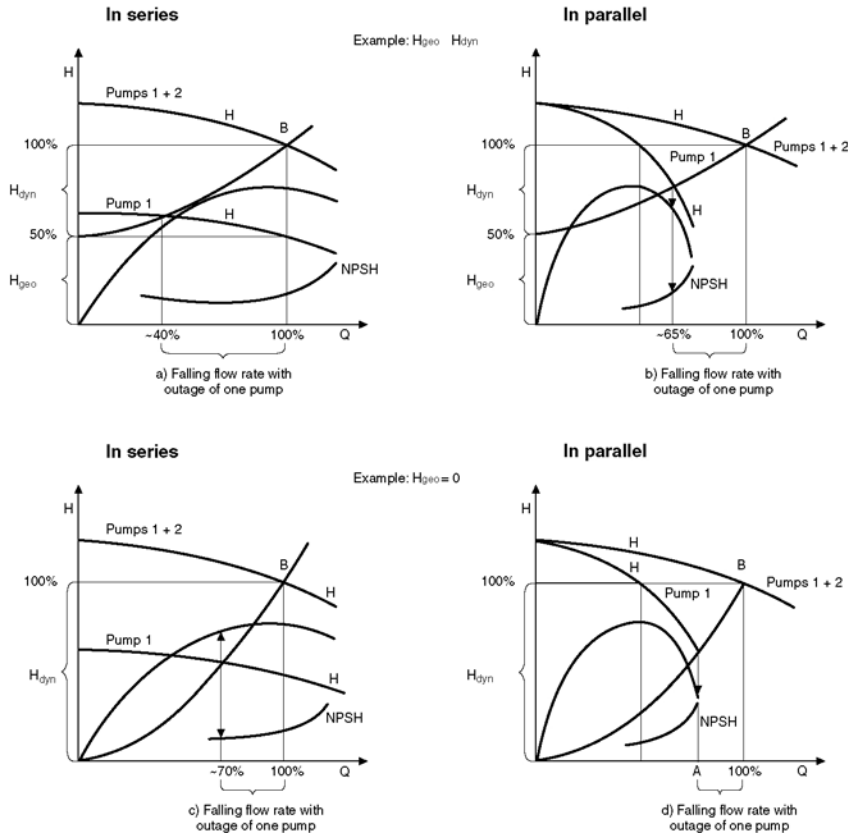 In series
In parallel
Example: Hgeo Hdyn
H
Pumps 1 + 2
H
B
100%
Hdyn
Pump 1
H
50%
Hgeo
NPSH
~40%
100%
Q
a) Falling flow rate with
outage of one pump
H
H
B
100%
Pump 1
Pumps 1 + 2
Hdyn
H
50%
Hgeo
NPSH
~65%
100%
Q
b) Falling flow rate with
outage of one pump
In series
In parallel
Example: Hgeo = 0
H
Pumps 1 + 2
B
100%
H
Pump 1
Hdyn
H
NPSH
~70%
100%
Q
c) Falling flow rate with
outage of one pump
H
H
H
B
100%
Pump 1
Pumps 1 + 2
Hdyn
NPSH
A
100%
Q
d) Falling flow rate with
outage of one pump